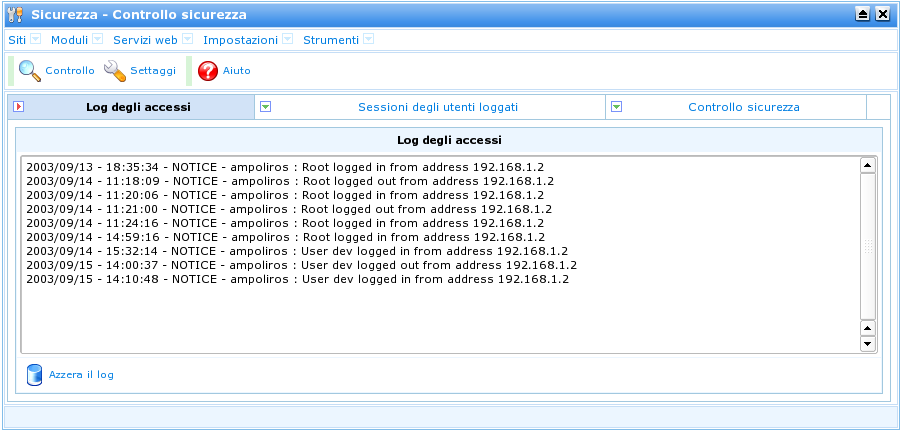 Sicurezza - Controllo sicurezza
Siti Moduli Servizi web Impostazioni Strumenti
Controllo Settaggi Aiuto
Log degli accessi Sessioni degli utenti loggati Controllo sicurezza
Log degli accessi
2003/09/13 - 18:35:34 - NOTICE - ampoliros : Root logged in from address 192.168.1.2
2003/09/14 - 11:18:09 - NOTICE - ampoliros : Root logged out from address 192.168.1.2
2003/09/14 - 11:20:06 - NOTICE - ampoliros : Root logged in from address 192.168.1.2
2003/09/14 - 11:21:00 - NOTICE - ampoliros : Root logged out from address 192.168.1.2
2003/09/14 - 11:24:16 - NOTICE - ampoliros : Root logged in from address 192.168.1.2
2003/09/14 - 14:59:16 - NOTICE - ampoliros : Root logged in from address 192.168.1.2
2003/09/14 - 15:32:14 - NOTICE - ampoliros : User dev logged in from address 192.168.1.2
2003/09/15 - 14:00:37 - NOTICE - ampoliros : User dev logged out from address 192.168.1.2
2003/09/15 - 14:10:48 - NOTICE - ampoliros : User dev logged in from address 192.168.1.2
Azzera il log